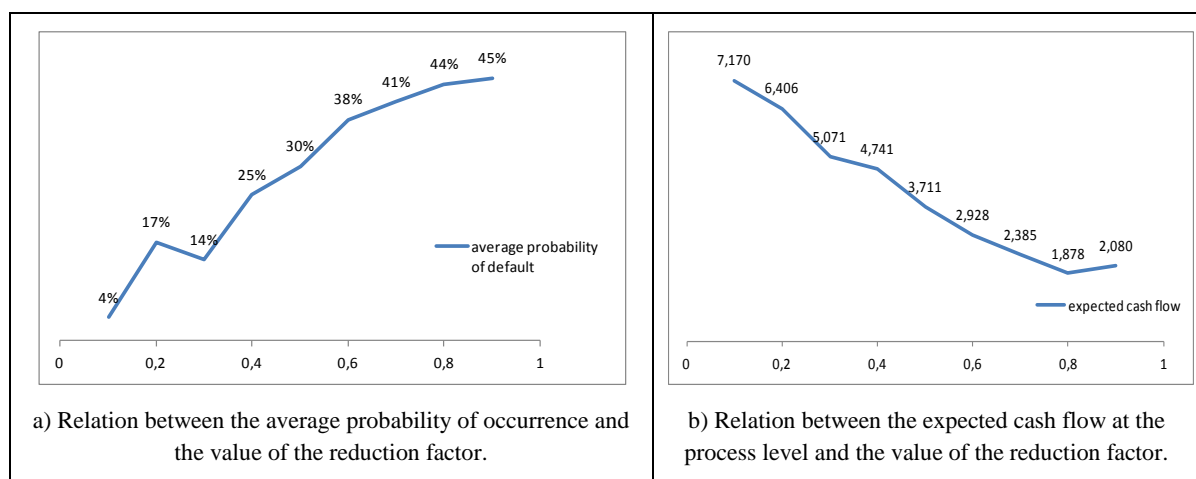 4%
17%
14%
25%
30%
38%
41%
44%
45%
average probability
of default
0 0,2 0,4 0,6 0,8 1
a) Relation between the average probability of occurrence and
the value of the reduction factor.
7,170
6,406
5,071
4,741
3,711
2,928
2,385
1,878
2,080
expected cash flow
0 0,2 0,4 0,6 0,8 1
b) Relation between the expected cash flow at the
process level and the value of the reduction factor.